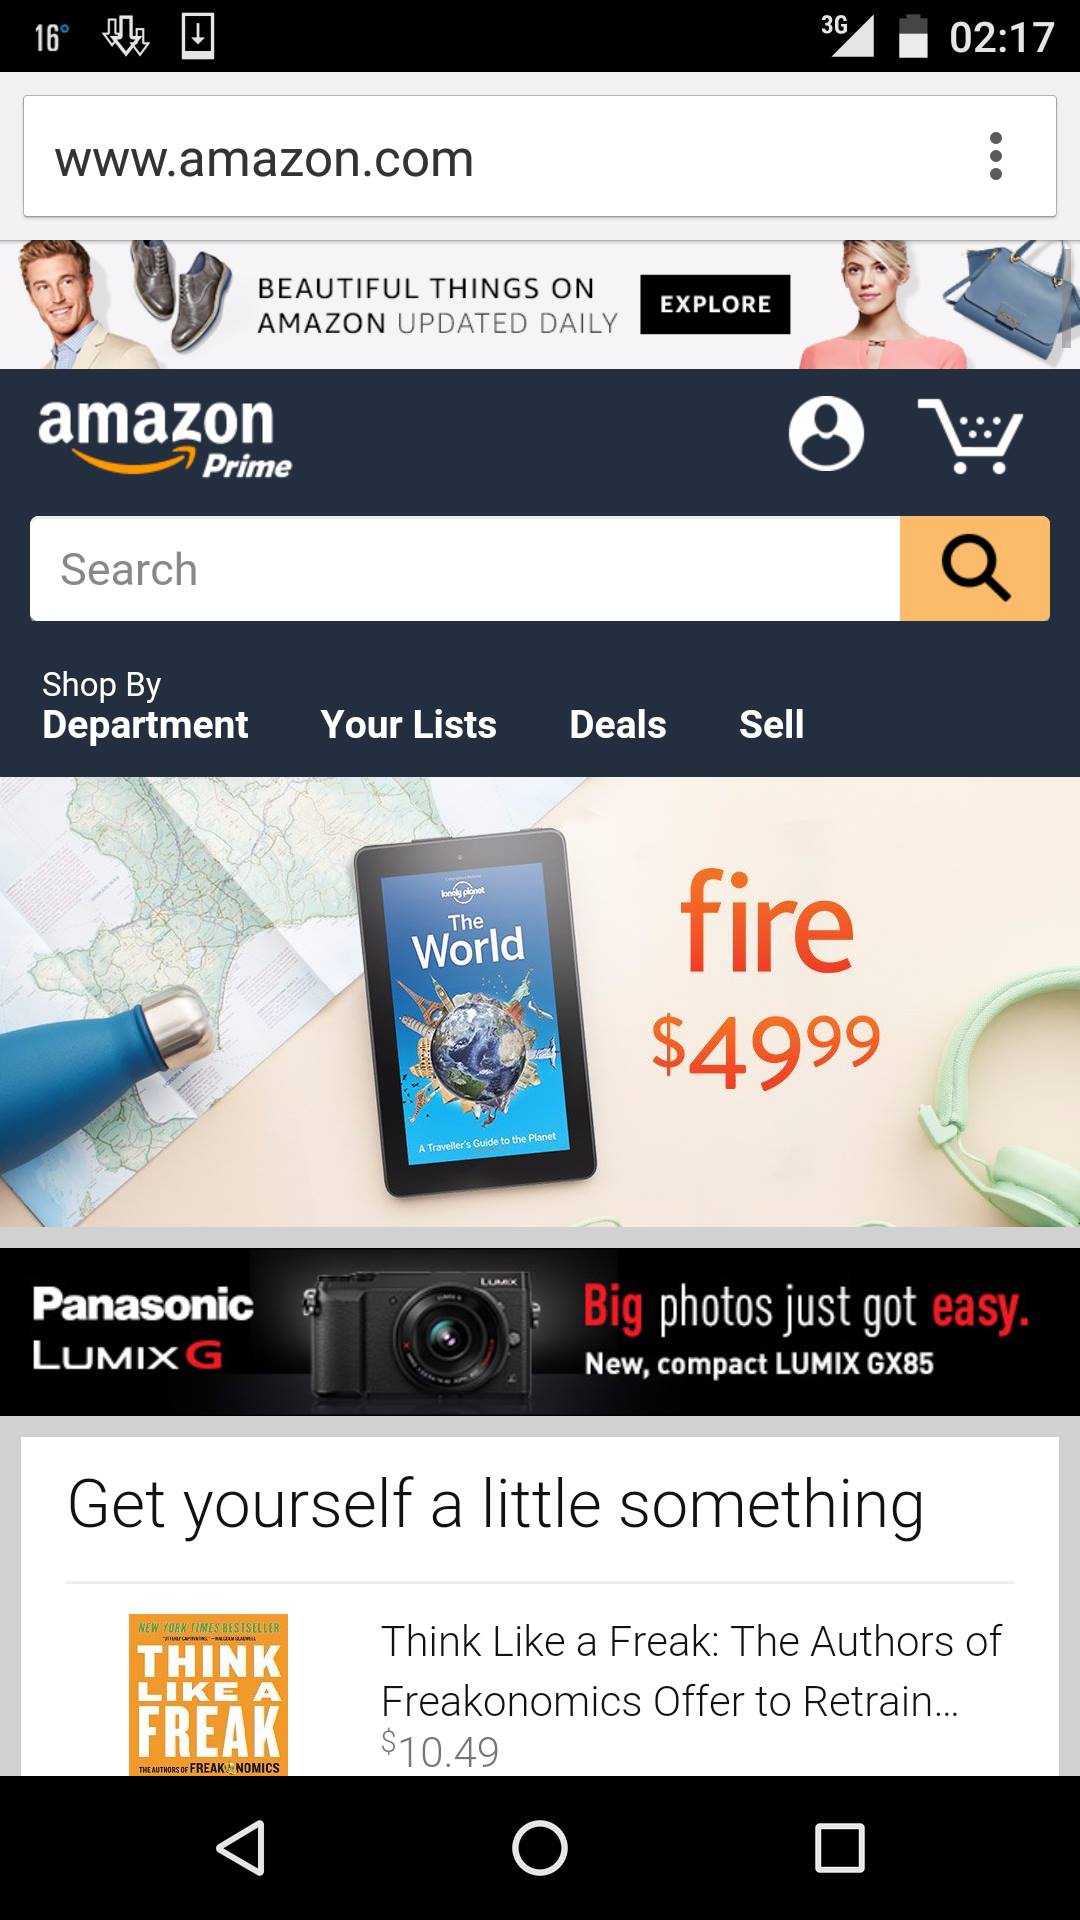 16°
3G
02:17
www.amazon.com
BEAUTIFUL THINGS ON
AMAZON UPDATED DAILY
EXPLORE
amazon
Prime
Search
Shop By
Department
Your Lists
Deals
Sell
lonely planet
The
World
A Traveller's Guide to the Planet
fire
$49.99
Panasonic
LUMIX G
LUMIX
Big photos just got easy.
New, compact LUMIX GX85
Get yourself a little something
NEW YORK TIMES BESTSELLER
THINK
LIKE A
FREAK
THE AUTHORS OF FREAKONOMICS
Think Like a Freak: The Authors of
Freakonomics Offer to Retrain...
$10.49